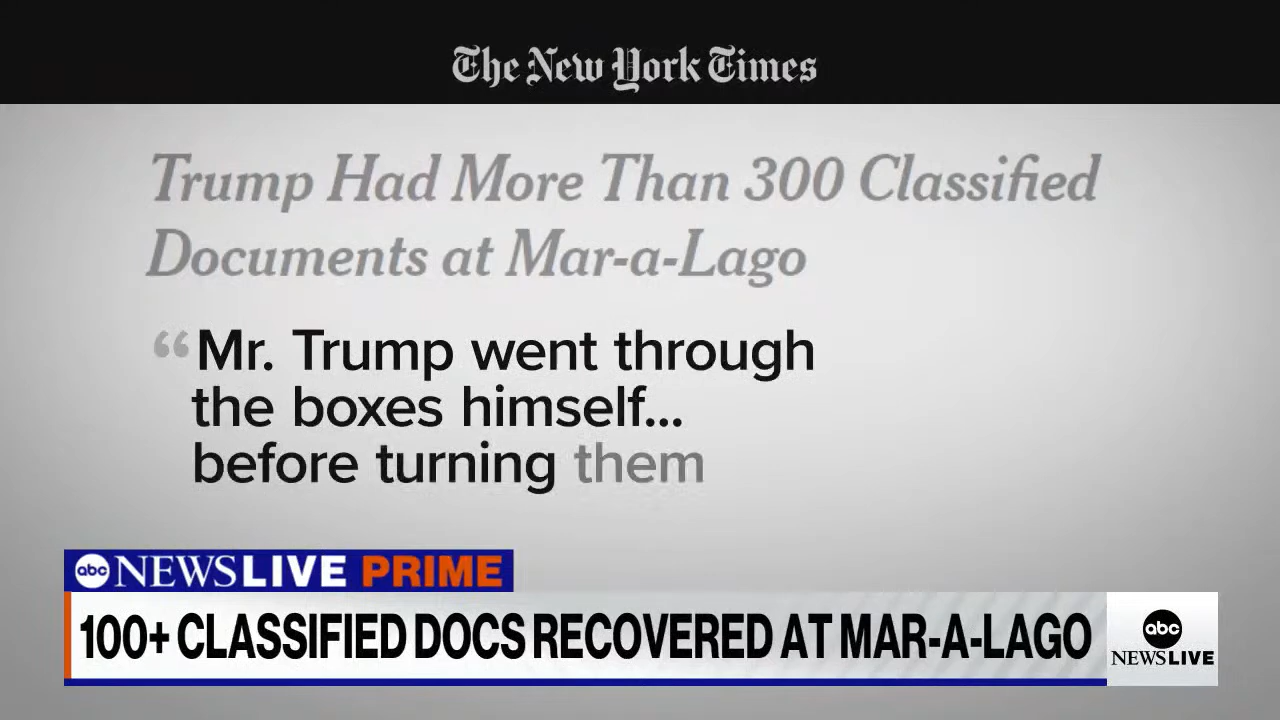 The New York Times
Trump Had More Than 300 Classified
Documents at Mar-a-Lago
“Mr. Trump went through
the boxes himself...
before turning them
abc NEWS LIVE PRIME
100+ CLASSIFIED DOCS RECOVERED AT MAR-A-LAGO
abc
NEWS LIVE